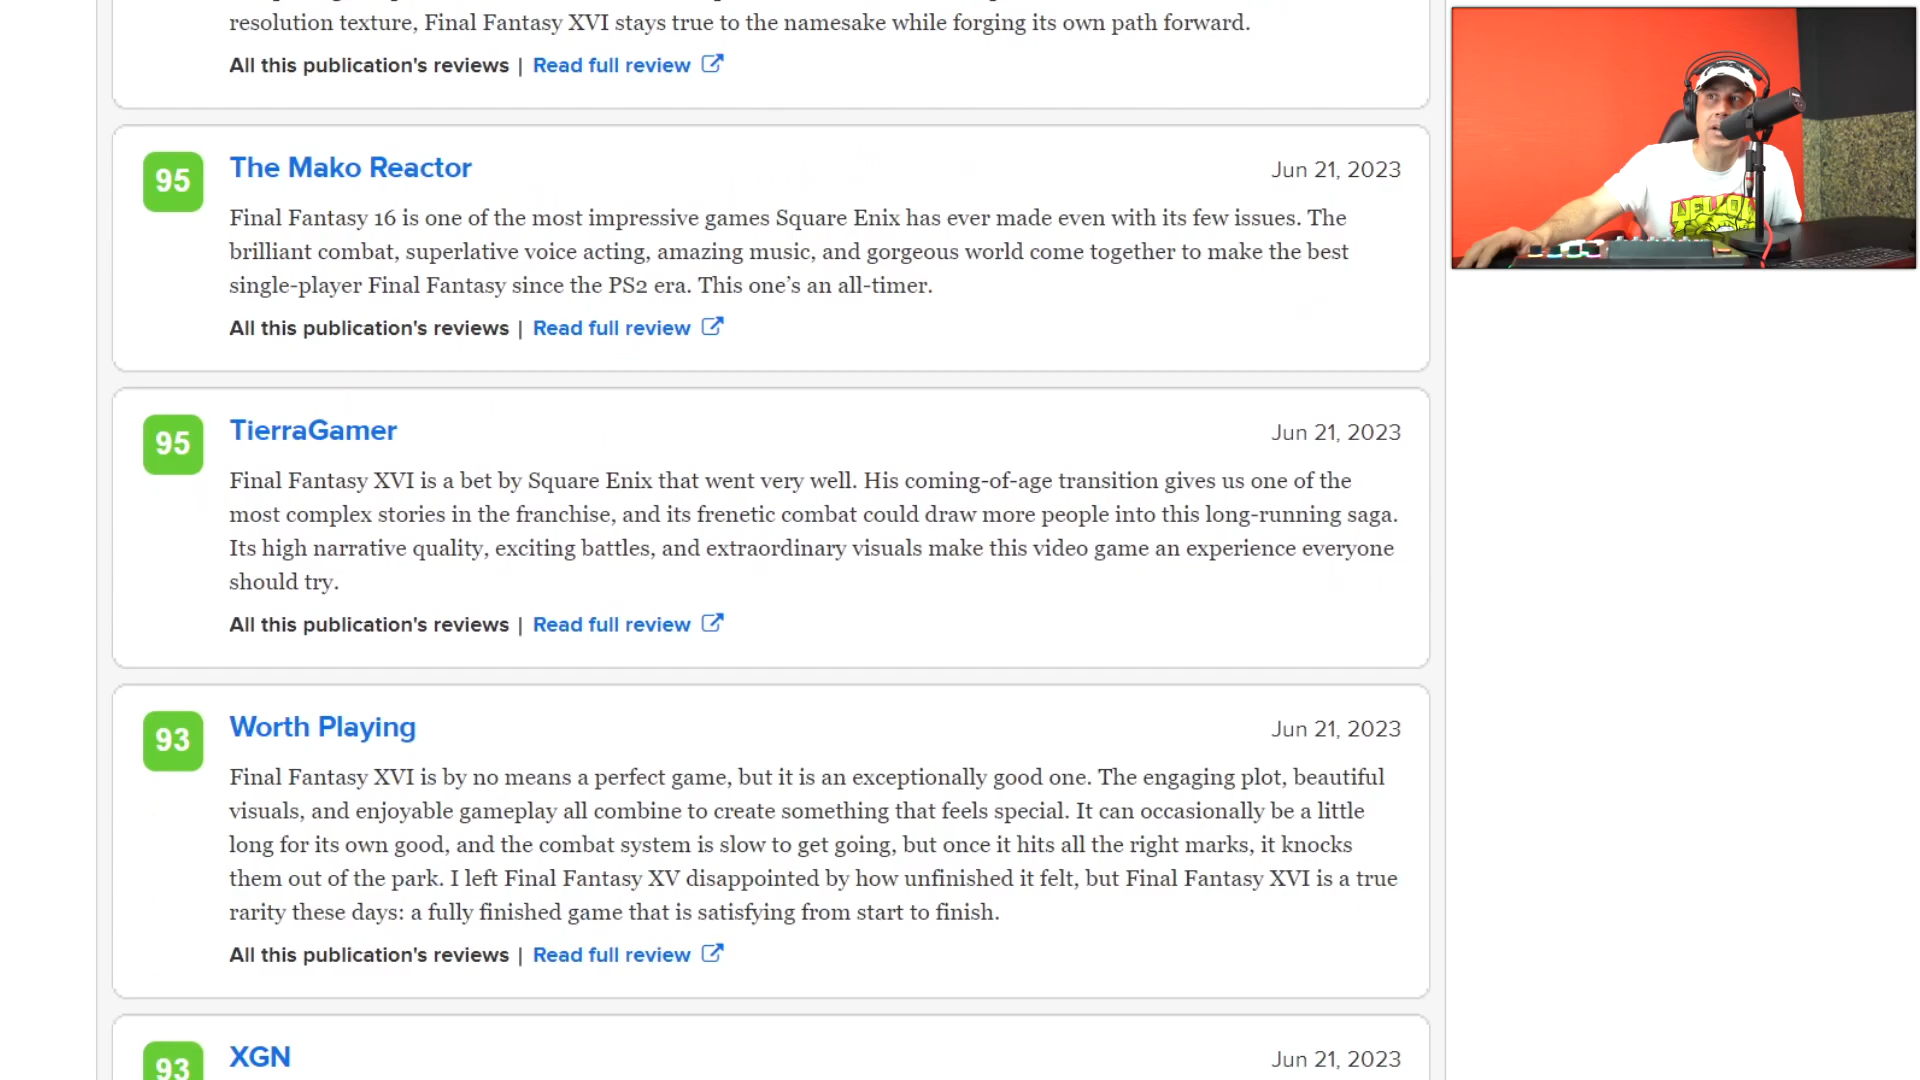 resolution texture, Final Fantasy XVI stays true to the namesake while forging its own path forward.
All this publication's reviews | Read full review
95
The Mako Reactor
Jun 21, 2023
Final Fantasy 16 is one of the most impressive games Square Enix has ever made even with its few issues. The
brilliant combat, superlative voice acting, amazing music, and gorgeous world come together to make the best
single-player Final Fantasy since the PS2 era. This one’s an all-timer.
All this publication's reviews | Read full review
95
TierraGamer
Jun 21, 2023
Final Fantasy XVI is a bet by Square Enix that went very well. His coming-of-age transition gives us one of the
most complex stories in the franchise, and its frenetic combat could draw more people into this long-running saga.
Its high narrative quality, exciting battles, and extraordinary visuals make this video game an experience everyone
should try.
All this publication's reviews | Read full review
93
Worth Playing
Jun 21, 2023
Final Fantasy XVI is by no means a perfect game, but it is an exceptionally good one. The engaging plot, beautiful
visuals, and enjoyable gameplay all combine to create something that feels special. It can occasionally be a little
long for its own good, and the combat system is slow to get going, but once it hits all the right marks, it knocks
them out of the park. I left Final Fantasy XV disappointed by how unfinished it felt, but Final Fantasy XVI is a true
rarity these days: a fully finished game that is satisfying from start to finish.
All this publication's reviews | Read full review
93
XGN
Jun 21, 2023